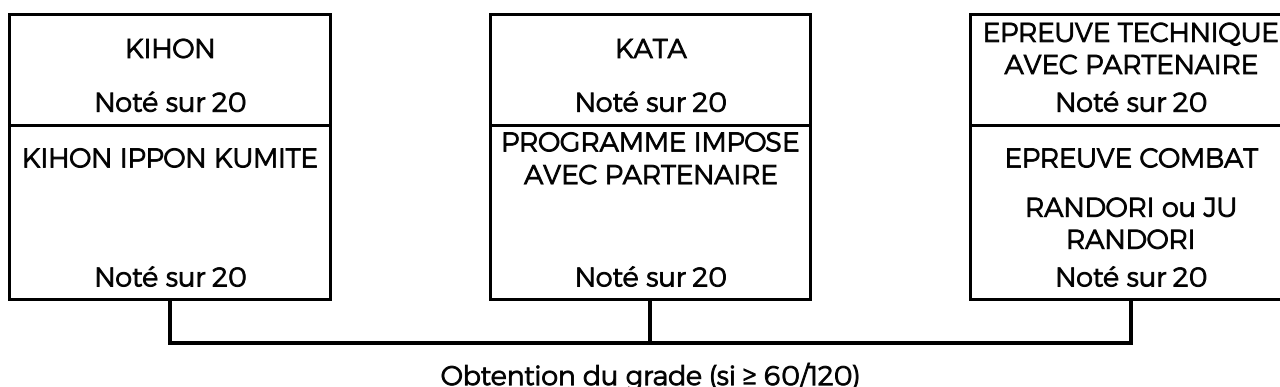 KIHON
Noté sur 20
KIHON IPPON KUMITE
Noté sur 20
KATA
Noté sur 20
PROGRAMME IMPOSE
AVEC PARTENAIRE
Noté sur 20
EPREUVE TECHNIQUE
AVEC PARTENAIRE
Noté sur 20
EPREUVE COMBAT
RANDORI ou JU
RANDORI
Noté sur 20
Obtention du grade (si ≥ 60/120)